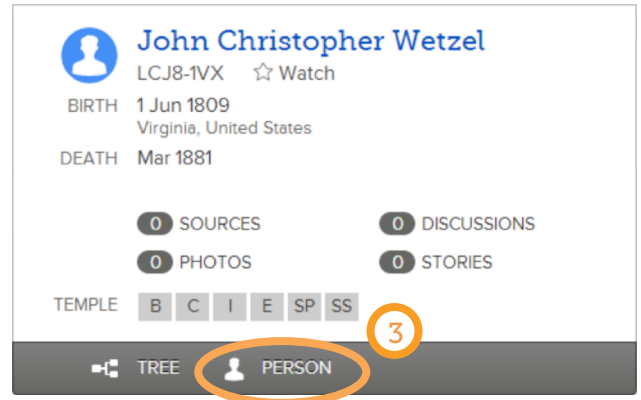 John Christopher Wetzel
LCJ8-1VX ☆ Watch
BIRTH 1 Jun 1809
Virginia, United States
DEATH Mar 1881
0 SOURCES 0 DISCUSSIONS
0 PHOTOS 0 STORIES
TEMPLE B C I E SP SS
3
TREE PERSON